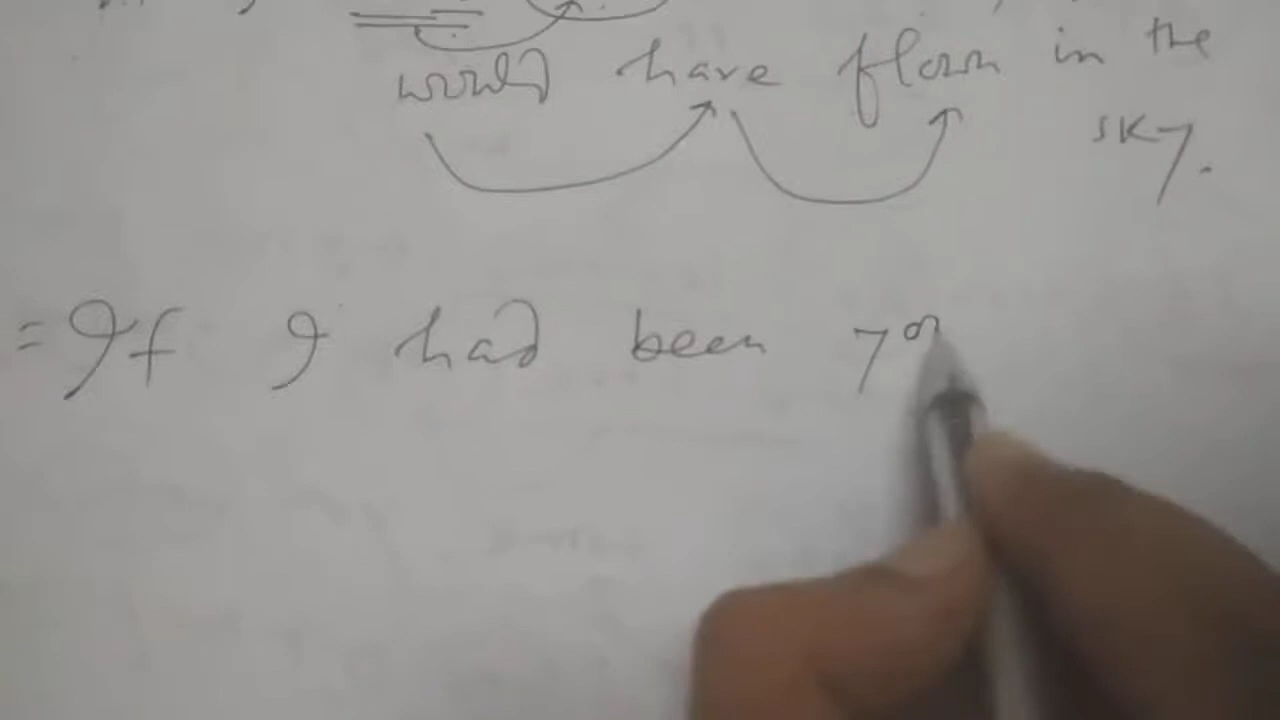 would have flown in the
sky.
= If I had been yo